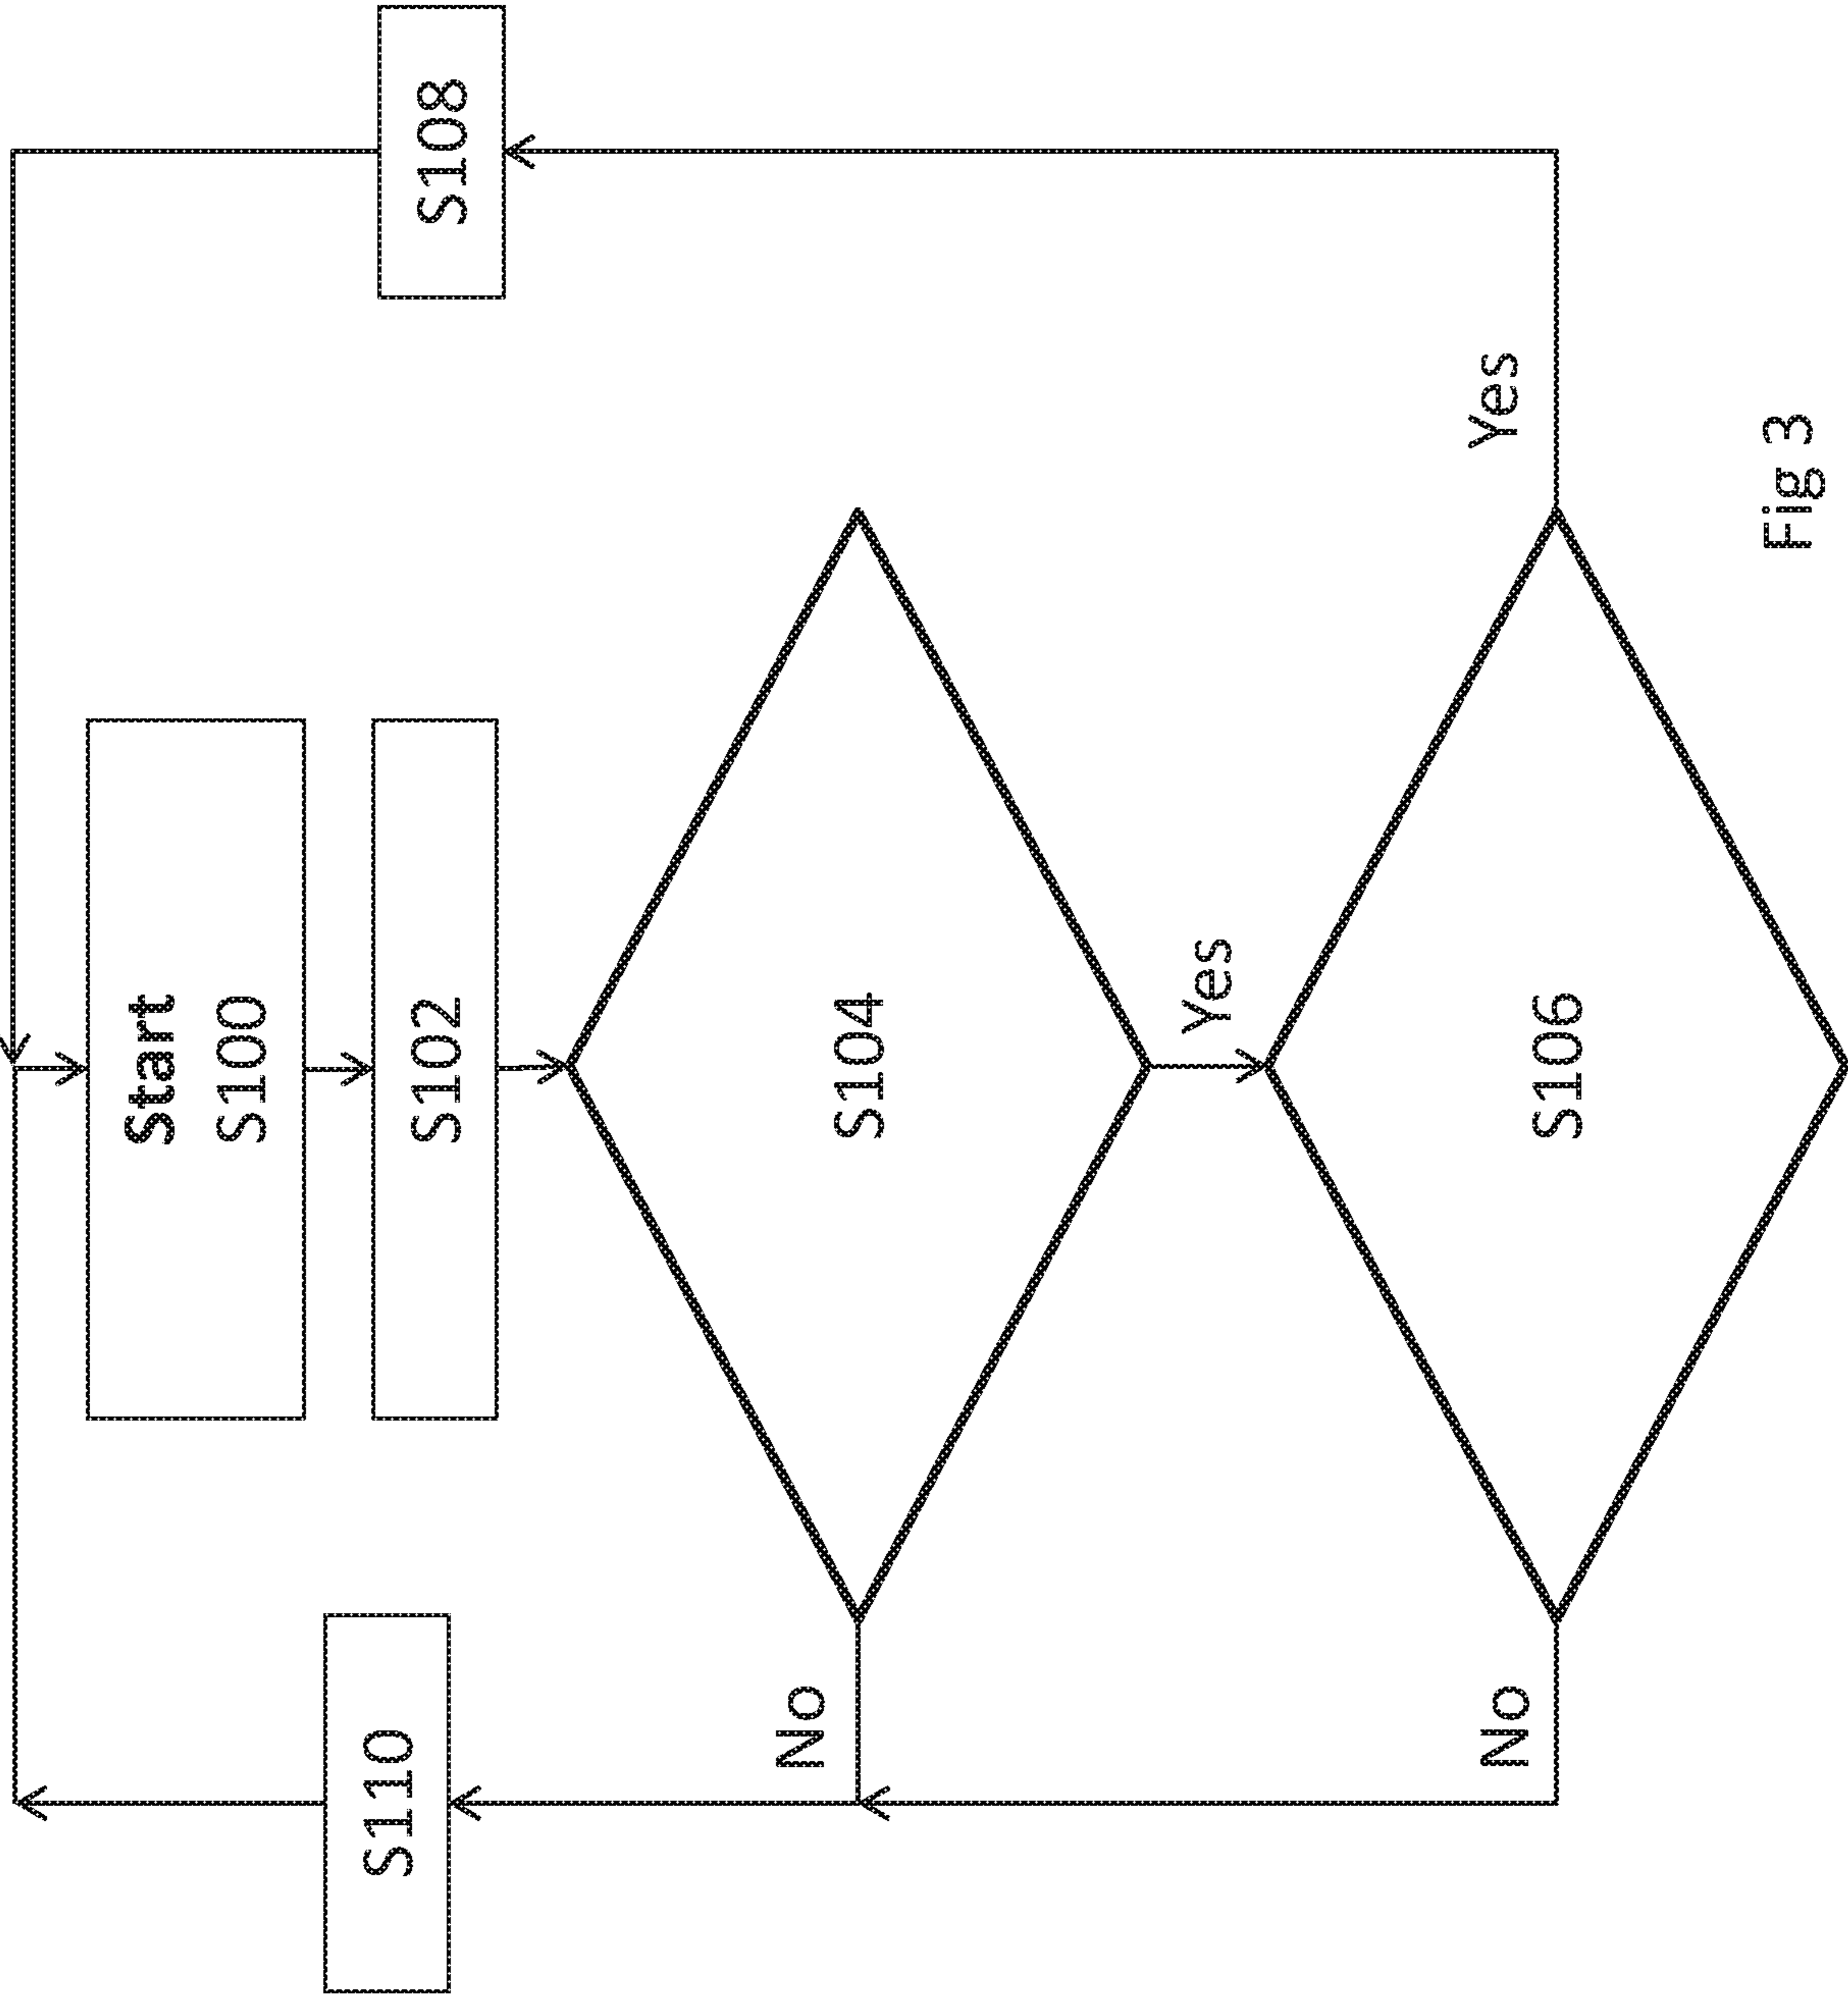 Start
S100
S102
S104
Yes
S106
Yes
S108
No
No
S110
Fig 3